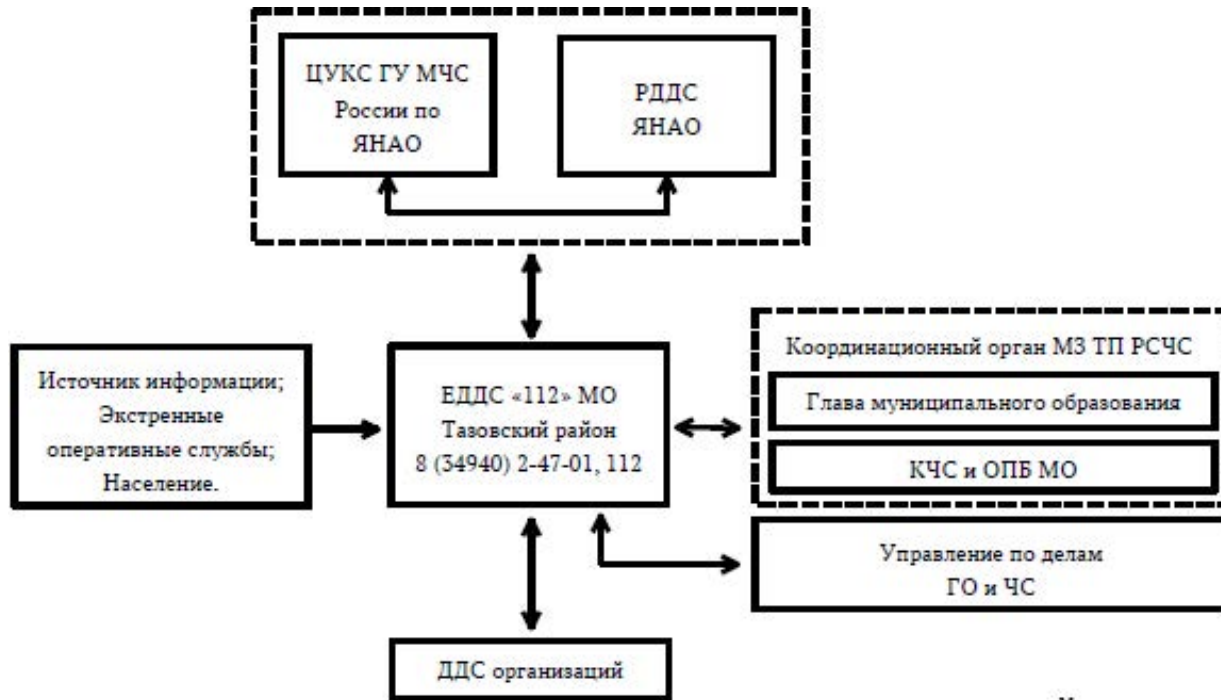 ЦУКС ГУ МЧС
России по
ЯНАО
РДДС
ЯНАО
Источник информации;
Экстренные
оперативные службы;
Население.
ЕДДС «112» МО
Тазовский район
8 (34940) 2-47-01, 112
Координационный орган МЗ ТП РСЧС
Глава муниципального образования
КЧС и ОПБ МО
Управление по делам
ГО и ЧС
ДДС организаций